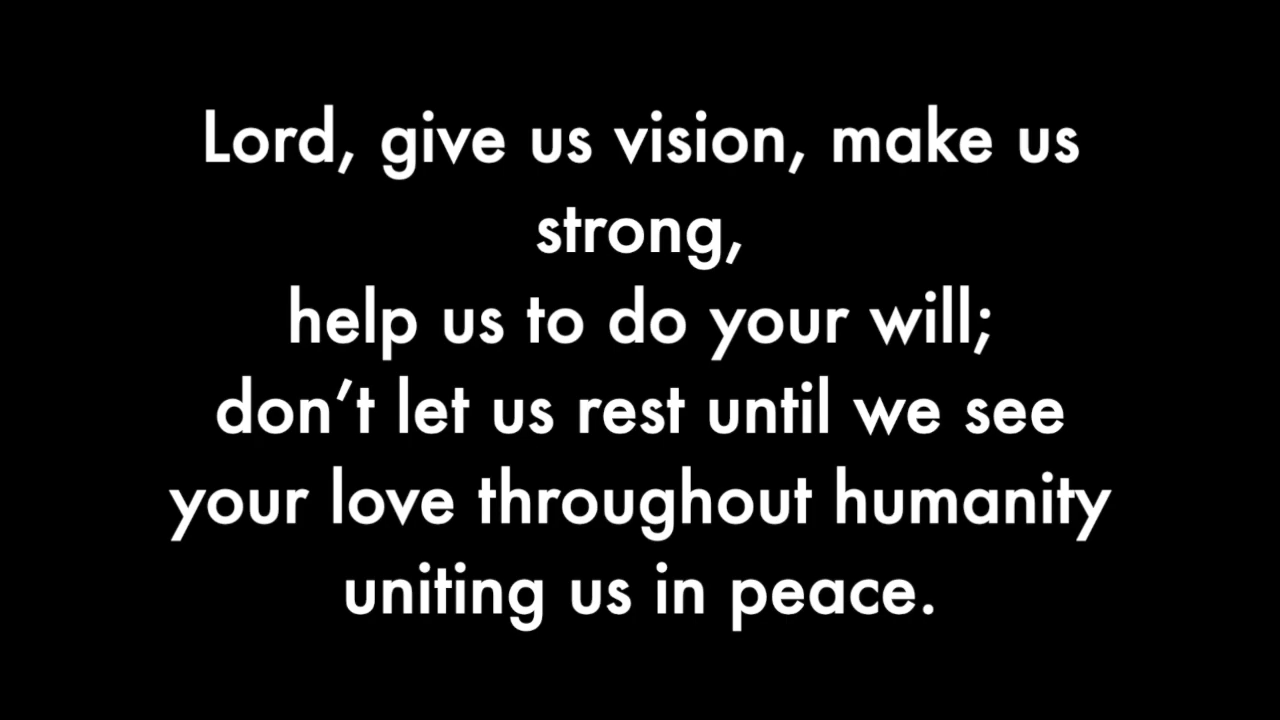 Lord, give us vision, make us
strong,
help us to do your will;
don’t let us rest until we see
your love throughout humanity
uniting us in peace.